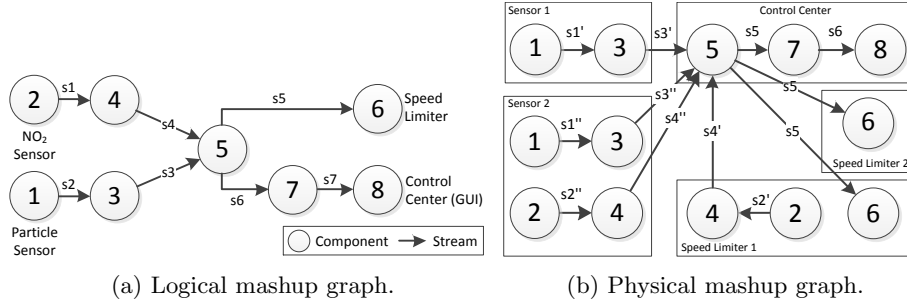 2
s1
4
NO₂
Sensor
s4
s5
6
Speed
Limiter
5
1
s2
3
s3
Particle
Sensor
s6
7
s7
8
Control
Center (GUI)
Component
Stream
(a) Logical mashup graph.
Sensor 1
1
s1'
3
s3'
Control Center
5
s5
7
s6
8
Sensor 2
1
s1''
3
s3''
2
s2''
4
s4''
s4'
s5
s5
6
Speed Limiter 2
4
s2'
2
6
Speed Limiter 1
(b) Physical mashup graph.